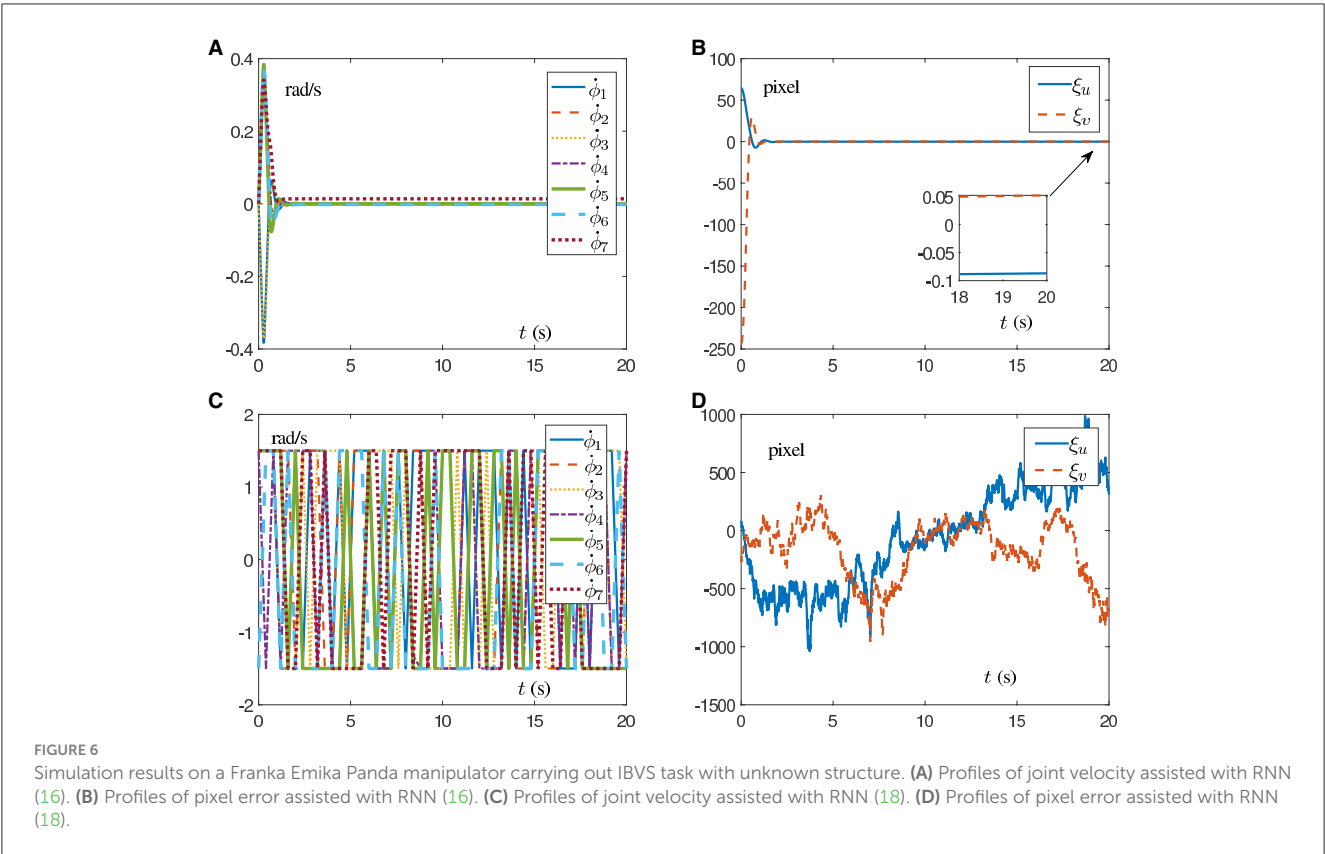 A
0.4
rad/s
0.2
0
-0.2
-0.4
0 5 10 15 20
t (s)
ϕ̇1
ϕ̇2
ϕ̇3
ϕ̇4
ϕ̇5
ϕ̇6
ϕ̇7
B
100
pixel
50
0
-50
-100
-150
-200
-250
0 5 10 15 20
ξu
ξv
0.05
0
-0.05
-0.1
18 19 20
t (s)
C
2
rad/s
1
0
-1
-2
0 5 10 15 20
t (s)
ϕ̇1
ϕ̇2
ϕ̇3
ϕ̇4
ϕ̇5
ϕ̇6
ϕ̇7
D
1000
pixel
500
0
-500
-1000
-1500
0 5 10 15 20
t (s)
ξu
ξv
FIGURE 6
Simulation results on a Franka Emika Panda manipulator carrying out IBVS task with unknown structure. (A) Profiles of joint velocity assisted with RNN
(16). (B) Profiles of pixel error assisted with RNN (16). (C) Profiles of joint velocity assisted with RNN (18). (D) Profiles of pixel error assisted with RNN
(18).